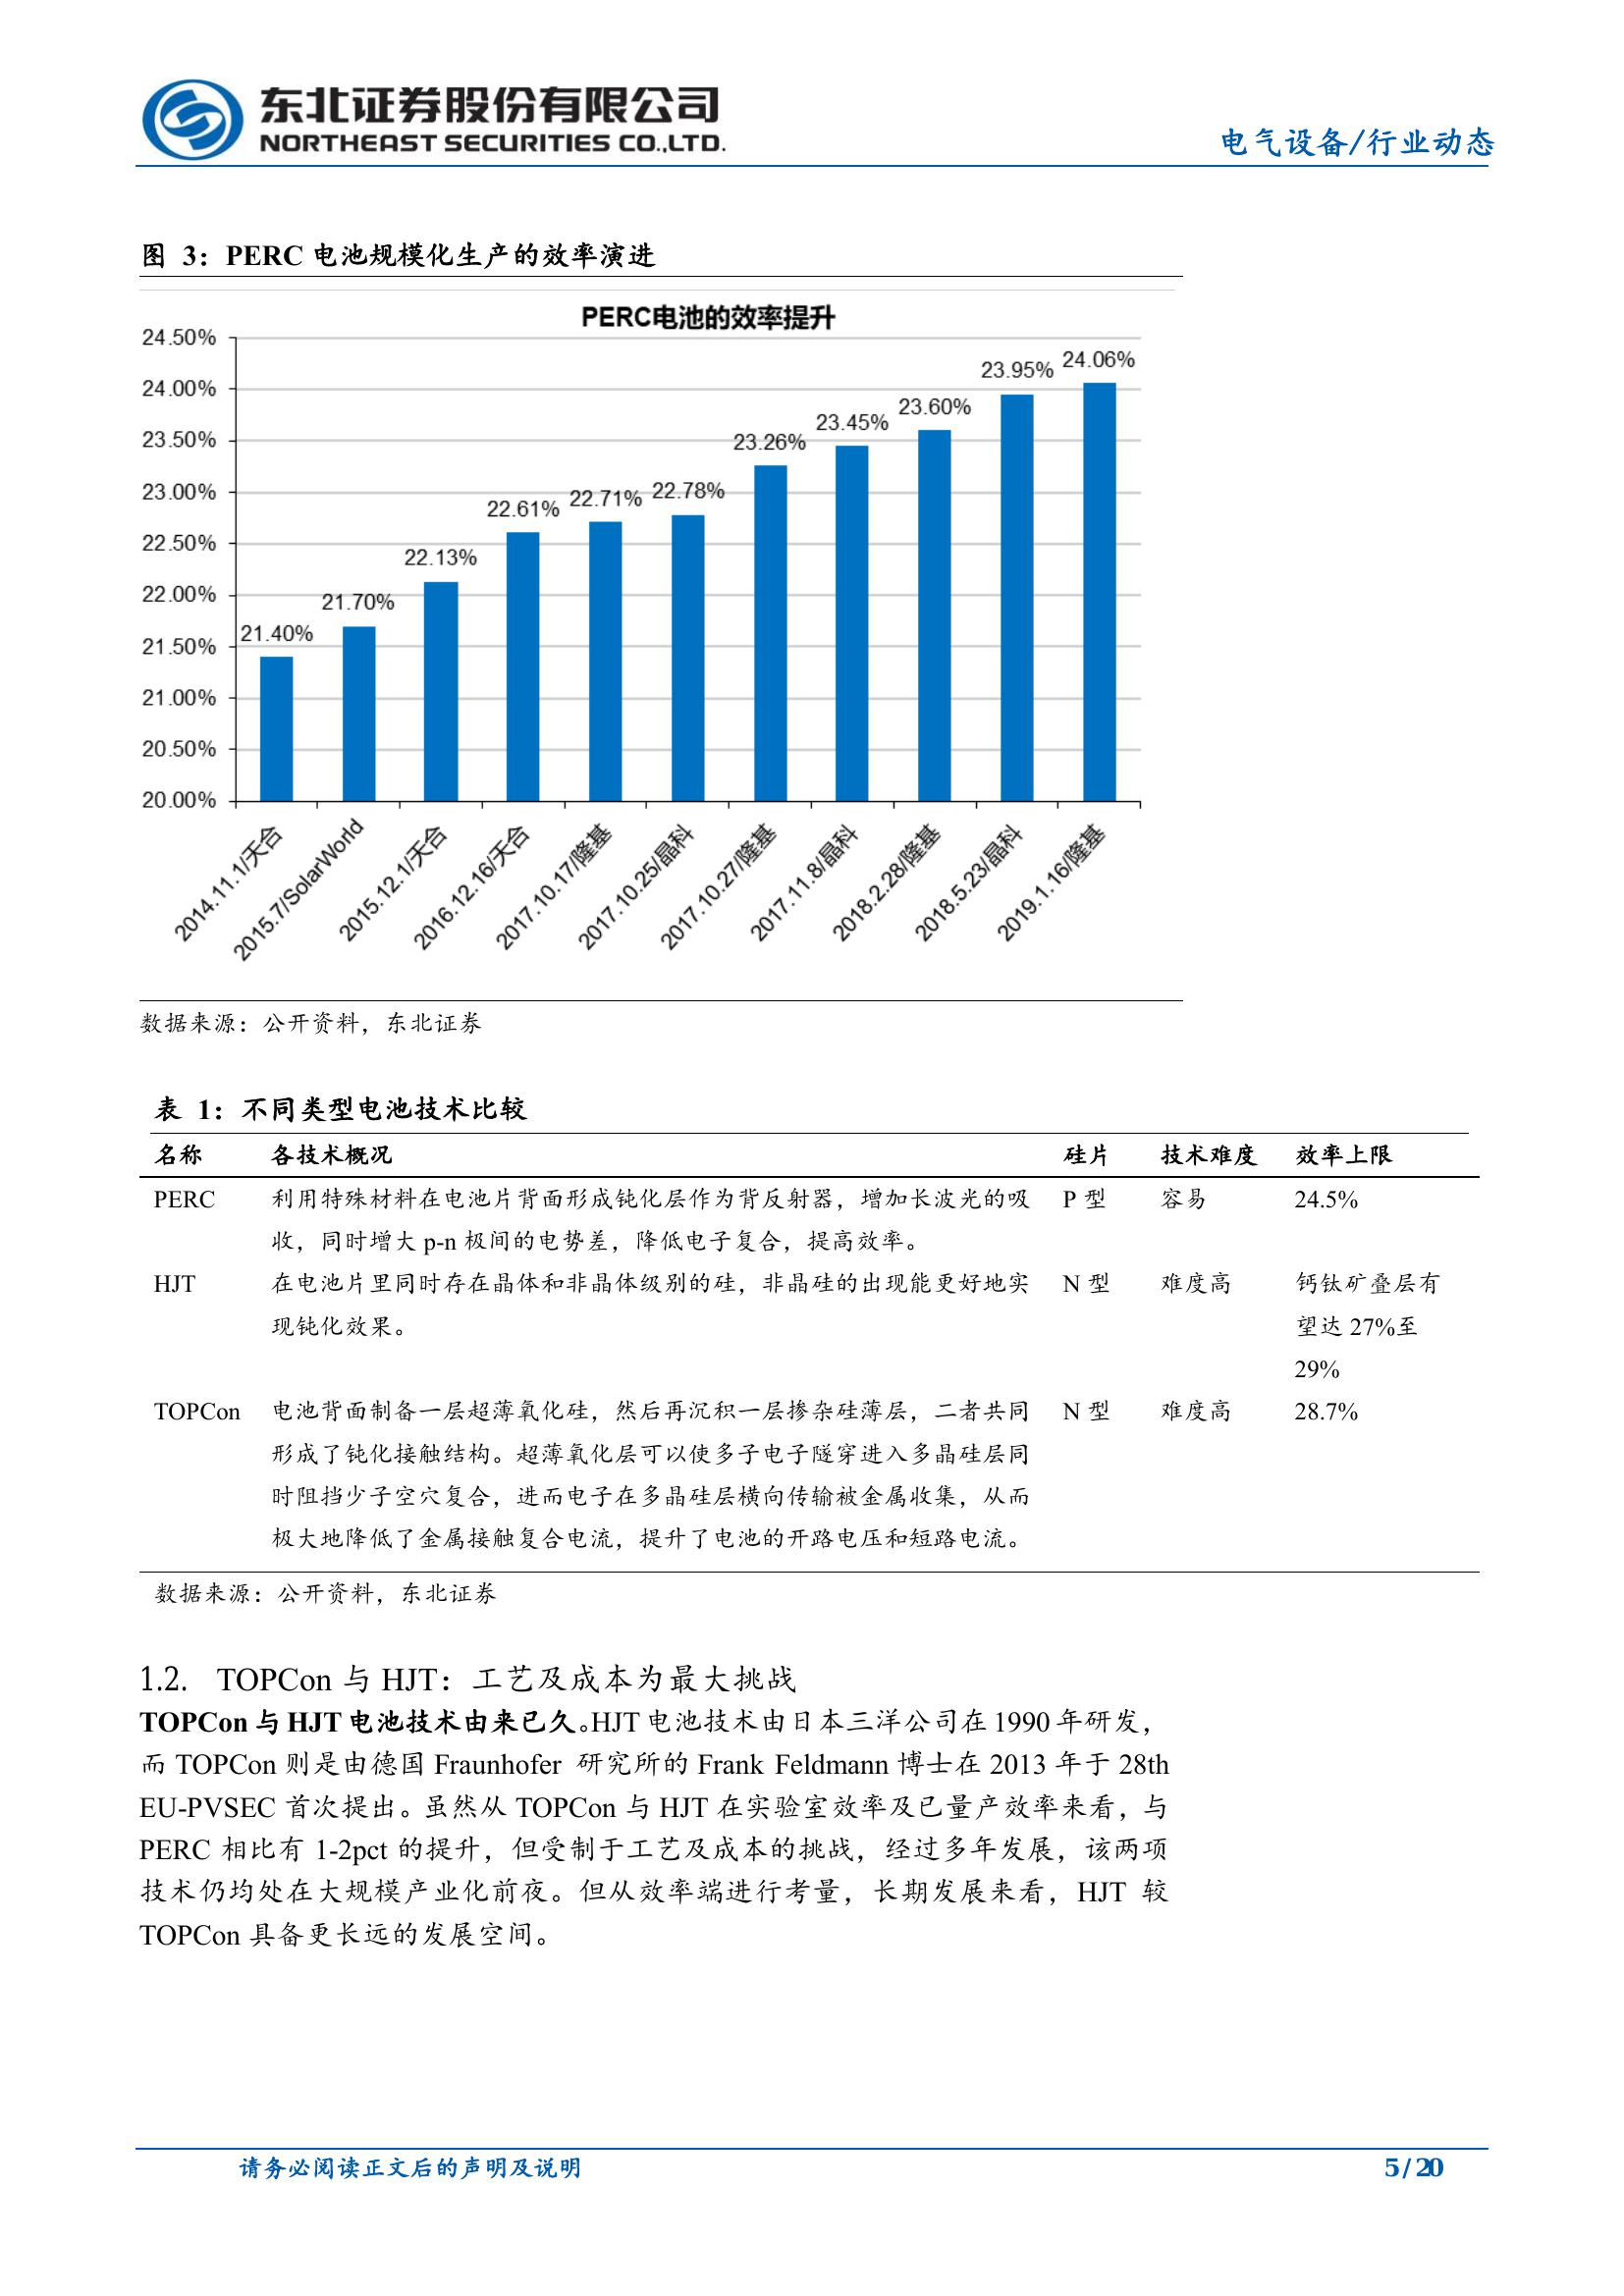 东北证券股份有限公司
NORTHEAST SECURITIES CO.,LTD.
电气设备/行业动态
图 3：PERC 电池规模化生产的效率演进
PERC电池的效率提升
24.50%
24.00%
23.50%
23.00%
22.50%
22.00%
21.50%
21.00%
20.50%
20.00%
21.40%
21.70%
22.13%
22.61%
22.71%
22.78%
23.26%
23.45%
23.60%
23.95%
24.06%
2014.11.1/天合
2015.7/SolarWorld
2015.12.1/天合
2016.12.16/天合
2017.10.17/隆基
2017.10.25/晶科
2017.10.27/隆基
2017.11.8/晶科
2018.2.28/隆基
2018.5.23/晶科
2019.1.16/隆基
数据来源：公开资料，东北证券
表 1：不同类型电池技术比较
名称 各技术概况 硅片 技术难度 效率上限
PERC 利用特殊材料在电池片背面形成钝化层作为背反射器，增加长波光的吸 P 型 容易 24.5%
收，同时增大 p-n 极间的电势差，降低电子复合，提高效率。
HJT 在电池片里同时存在晶体和非晶体级别的硅，非晶硅的出现能更好地实 N 型 难度高 钙钛矿叠层有
现钝化效果。 望达 27%至
29%
TOPCon 电池背面制备一层超薄氧化硅，然后再沉积一层掺杂硅薄层，二者共同 N 型 难度高 28.7%
形成了钝化接触结构。超薄氧化层可以使多子电子隧穿进入多晶硅层同
时阻挡少子空穴复合，进而电子在多晶硅层横向传输被金属收集，从而
极大地降低了金属接触复合电流，提升了电池的开路电压和短路电流。
数据来源：公开资料，东北证券
1.2. TOPCon 与 HJT：工艺及成本为最大挑战
TOPCon 与 HJT 电池技术由来已久。HJT 电池技术由日本三洋公司在 1990 年研发，
而 TOPCon 则是由德国 Fraunhofer 研究所的 Frank Feldmann 博士在 2013 年于 28th
EU-PVSEC 首次提出。虽然从 TOPCon 与 HJT 在实验室效率及已量产效率来看，与
PERC 相比有 1-2pct 的提升，但受制于工艺及成本的挑战，经过多年发展，该两项
技术仍均处在大规模产业化前夜。但从效率端进行考量，长期发展来看，HJT 较
TOPCon 具备更长远的发展空间。
请务必阅读正文后的声明及说明
5 / 20